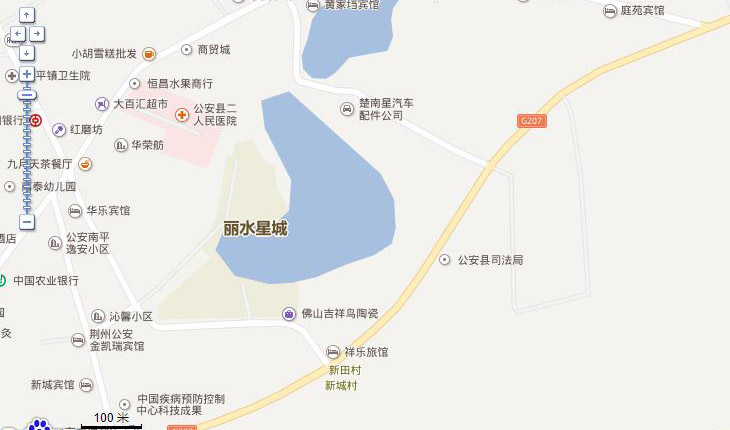 黄家垱宾馆
庭苑宾馆
商贸城
小胡雪糕批发
平镇卫生院
恒昌水果商行
大百汇超市
公安县二
人民医院
楚南星汽车
配件公司
G207
银行
红磨坊
华荣舫
九尺天茶餐厅
泰幼儿园
华乐宾馆
丽水星城
酒店
公安南平
逸安小区
公安县司法局
中国农业银行
沁馨小区
佛山吉祥鸟陶瓷
灸
荆州公安
金凯瑞宾馆
祥乐旅馆
新田村
新城村
新城宾馆
中国疾病预防控制
中心科技成果
100 米